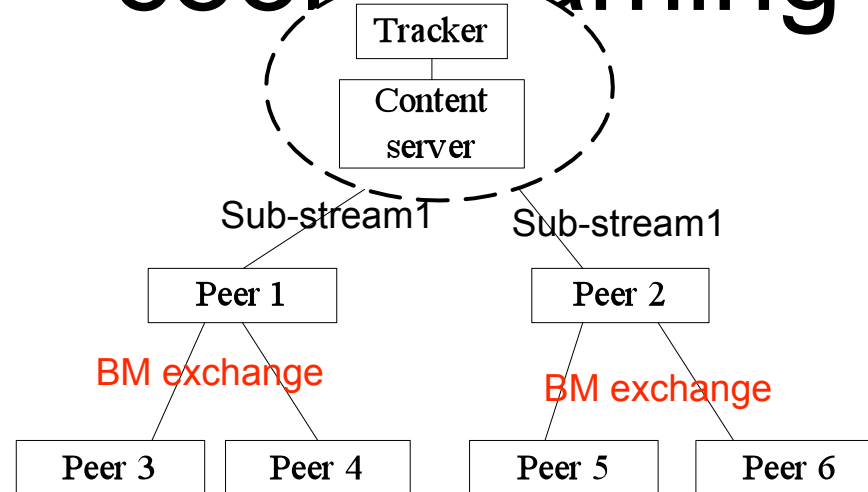 Tracker
Content
server
Sub-stream1
Sub-stream1
Peer 1
Peer 2
BM exchange
BM exchange
Peer 3
Peer 4
Peer 5
Peer 6